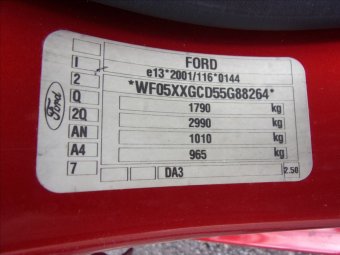 FORD
e13*2001/116*0144
*WF05XXGCD55G88264*
1790 kg
2990 kg
1010 kg
965 kg
DA3 2.50
Ford
I
2
Q
2Q
AN
A4
7